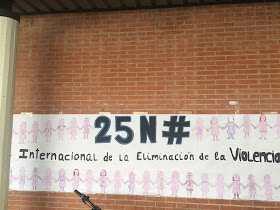 25N#
Internacional de la Eliminación de la Violencia